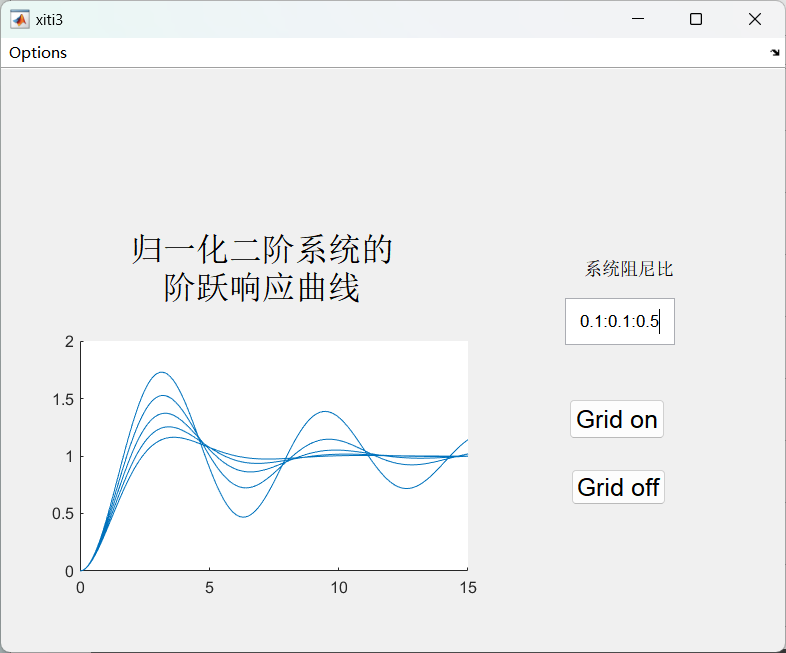 xiti3
Options
归一化二阶系统的
阶跃响应曲线
系统阻尼比
0.1:0.1:0.5
Grid on
Grid off
2
1.5
1
0.5
0
0 5 10 15